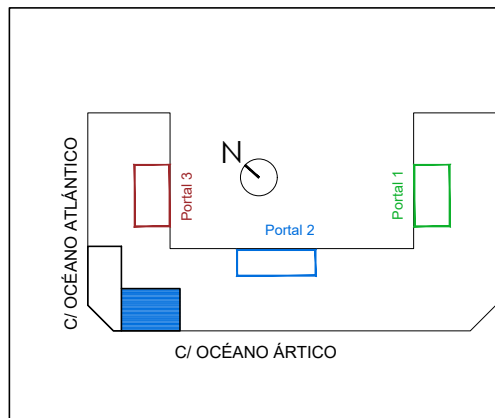 N
C/ OCÉANO ATLÁNTICO
Portal 3
Portal 1
Portal 2
C/ OCÉANO ÁRTICO